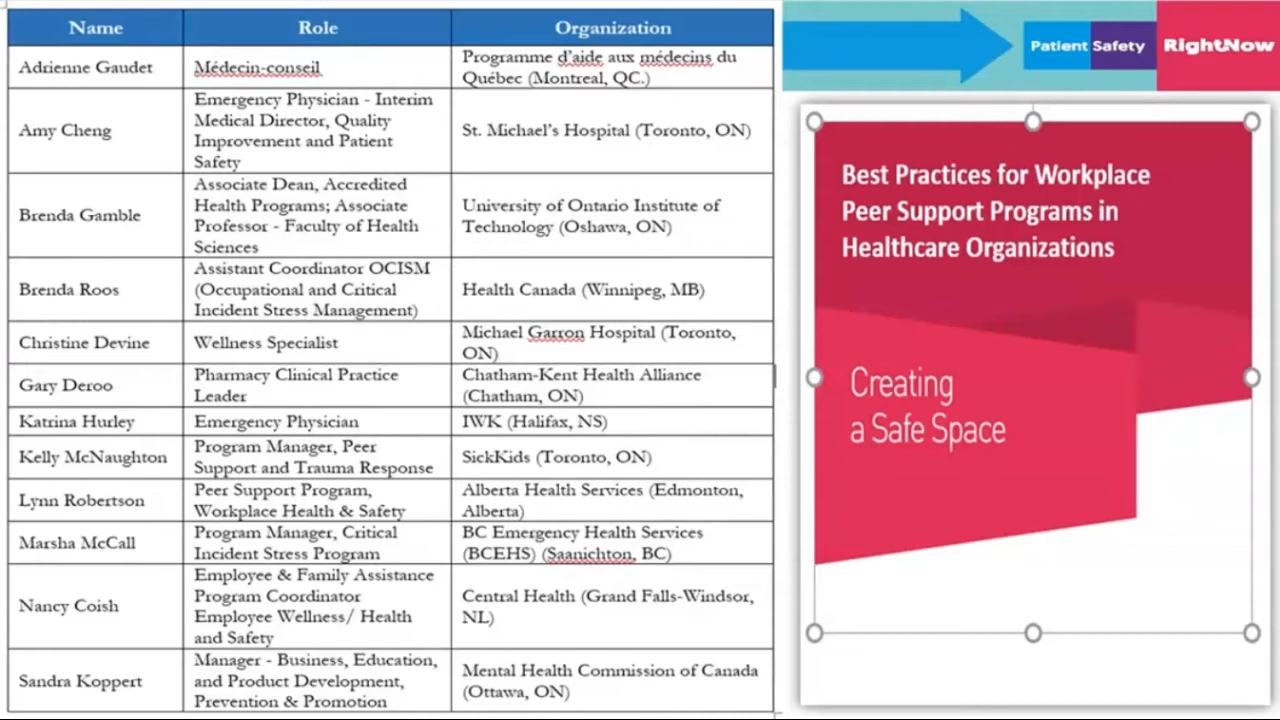 Name Role Organization
Adrienne Gaudet
Médecin-conseil
Programme d'aide aux médecins du
Québec (Montreal, QC.)
Amy Cheng
Emergency Physician - Interim
Medical Director, Quality
Improvement and Patient
Safety
St. Michael's Hospital (Toronto, ON)
Brenda Gamble
Associate Dean, Accredited
Health Programs; Associate
Professor - Faculty of Health
Sciences
University of Ontario Institute of
Technology (Oshawa, ON)
Brenda Roos
Assistant Coordinator OCISM
(Occupational and Critical
Incident Stress Management)
Health Canada (Winnipeg, MB)
Christine Devine
Wellness Specialist
Michael Garron Hospital (Toronto,
ON)
Gary Deroo
Pharmacy Clinical Practice
Leader
Chatham-Kent Health Alliance
(Chatham, ON)
Katrina Hurley
Emergency Physician
IWK (Halifax, NS)
Kelly McNaughton
Program Manager, Peer
Support and Trauma Response
SickKids (Toronto, ON)
Lynn Robertson
Peer Support Program,
Workplace Health & Safety
Alberta Health Services (Edmonton,
Alberta)
Marsha McCall
Program Manager, Critical
Incident Stress Program
BC Emergency Health Services
(BCEHS) (Saanichton, BC)
Nancy Coish
Employee & Family Assistance
Program Coordinator
Employee Wellness/ Health
and Safety
Central Health (Grand Falls-Windsor,
NL)
Sandra Koppert
Manager - Business, Education,
and Product Development,
Prevention & Promotion
Mental Health Commission of Canada
(Ottawa, ON)
Patient Safety RightNow
Best Practices for Workplace
Peer Support Programs in
Healthcare Organizations
Creating
a Safe Space